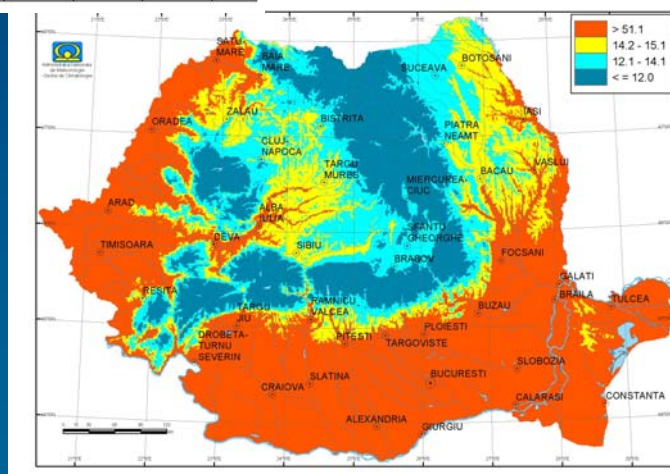 > 51.1
14.2 - 15.1
12.1 - 14.1
< = 12.0
SATU-
MARE
BAIA
MARE
BOTOSANI
SUCEAVA
ORADEA
ZALAU
BISTRITA
IASI
CLUJ-
NAPOCA
PIATRA
NEAMT
TARGU
MURES
BACAU
VASLUI
MIERCUREA-
CIUC
ARAD
ALBA
IULIA
SFANTU
GHEORGHE
DEVA
SIBIU
TIMISOARA
BRASOV
FOCSANI
RESITA
GALATI
BRAILA
TULCEA
TARGU
JIU
RAMNICU
VALCEA
BUZAU
PLOIESTI
DROBETA-
TURNU
SEVERIN
PITESTI
TARGOVISTE
SLOBOZIA
SLATINA
BUCURESTI
CRAIOVA
CALARASI
CONSTANTA
ALEXANDRIA
GIURGIU